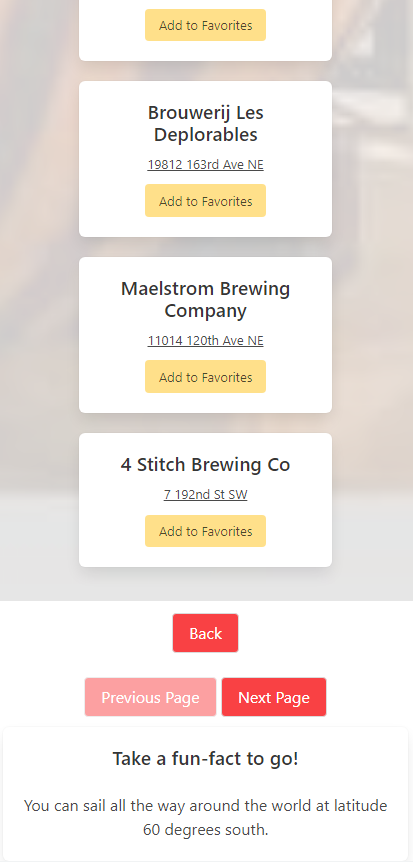 Add to Favorites
Brouwerij Les
Deplorables
19812 163rd Ave NE
Add to Favorites
Maelstrom Brewing
Company
11014 120th Ave NE
Add to Favorites
4 Stitch Brewing Co
7 192nd St SW
Add to Favorites
Back
Previous Page Next Page
Take a fun-fact to go!
You can sail all the way around the world at latitude
60 degrees south.